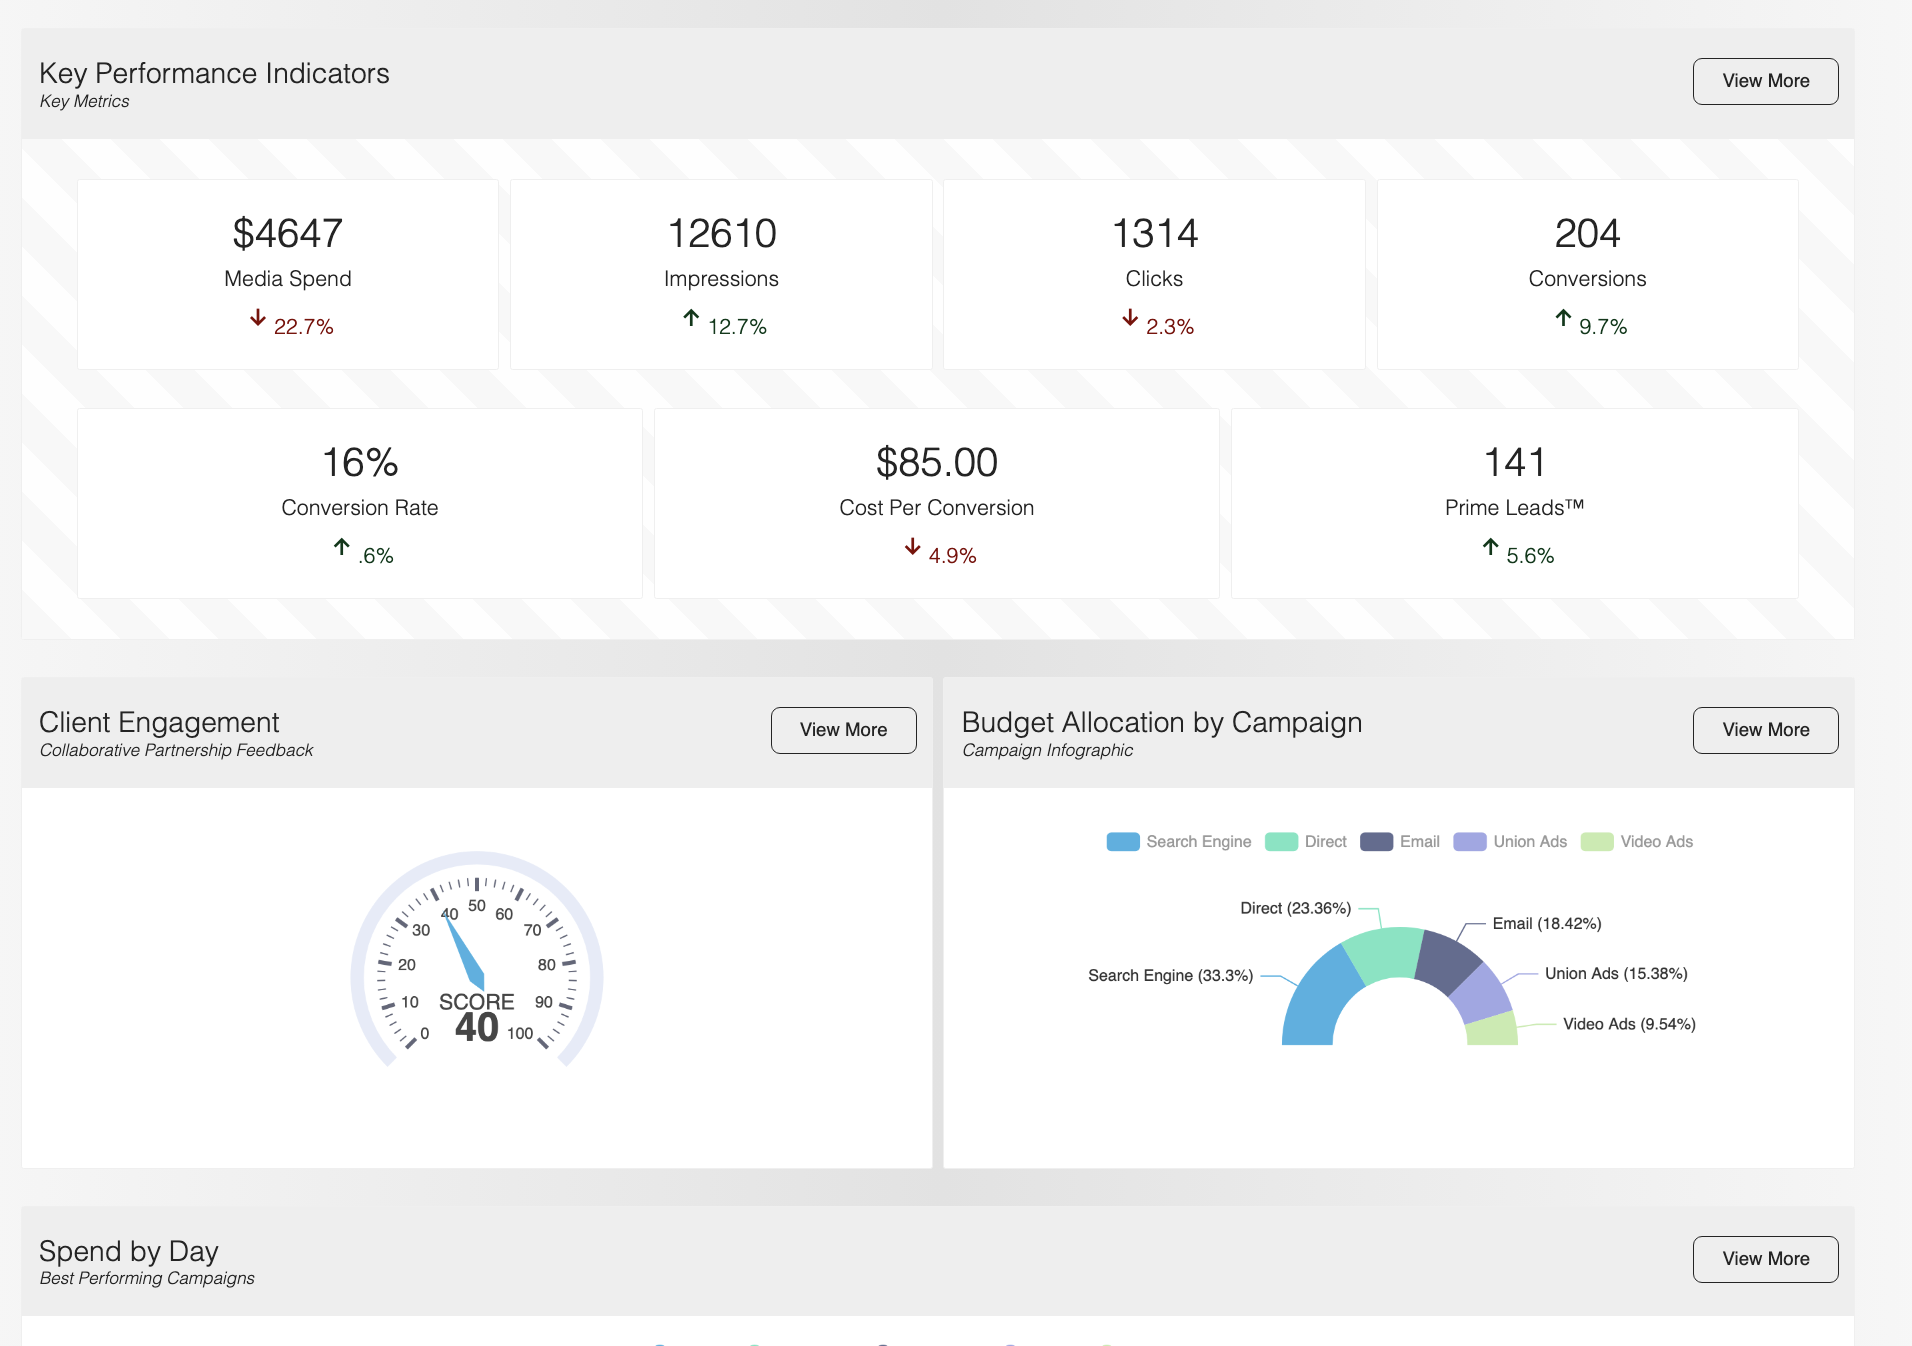 Key Performance Indicators
Key Metrics
View More
$4647
Media Spend
22.7%
12610
Impressions
12.7%
1314
Clicks
2.3%
204
Conversions
9.7%
16%
Conversion Rate
.6%
$85.00
Cost Per Conversion
4.9%
141
Prime Leads™
5.6%
Client Engagement
Collaborative Partnership Feedback
View More
0
10
20
30
40
50
60
70
80
90
100
SCORE
40
Budget Allocation by Campaign
Campaign Infographic
View More
Search Engine Direct Email Union Ads Video Ads
Direct (23.36%)
Email (18.42%)
Search Engine (33.3%)
Union Ads (15.38%)
Video Ads (9.54%)
Spend by Day
Best Performing Campaigns
View More